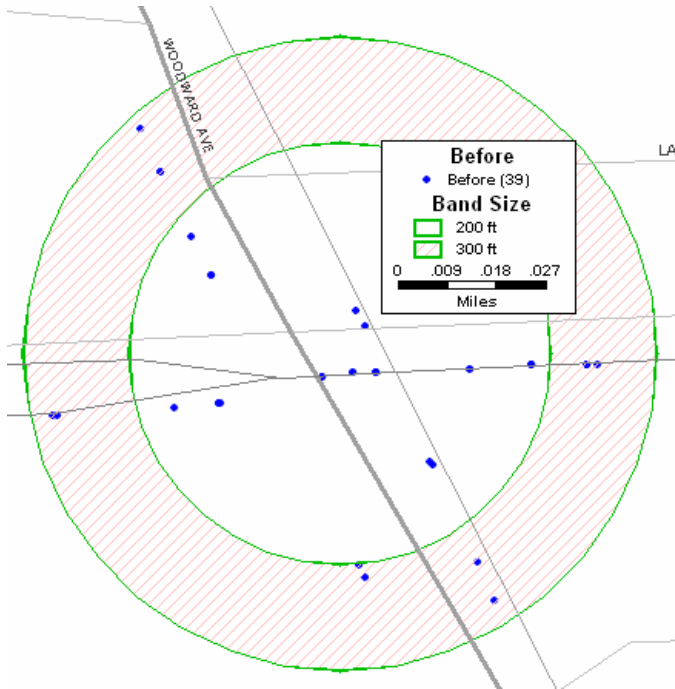 WOODWARD AVE
LA
Before
Before (39)
Band Size
200 ft
300 ft
0 .009 .018 .027
Miles